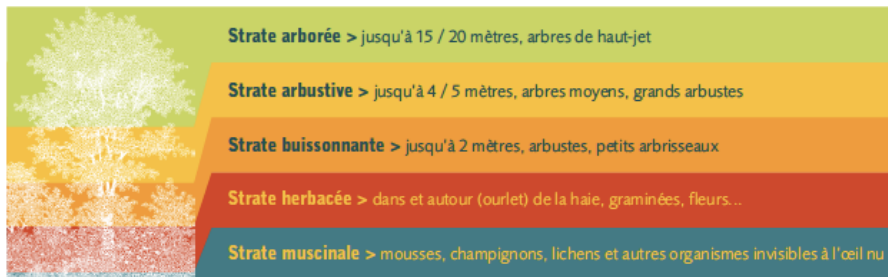 Strate arborée > jusqu'à 15 / 20 mètres, arbres de haut-jet
Strate arbustive > jusqu'à 4 / 5 mètres, arbres moyens, grands arbustes
Strate buissonnante > jusqu'à 2 mètres, arbustes, petits arbrisseaux
Strate herbacée > dans et autour (ourlet) de la haie, graminées, fleurs...
Strate muscinale > mousses, champignons, lichens et autres organismes invisibles à l'œil nu